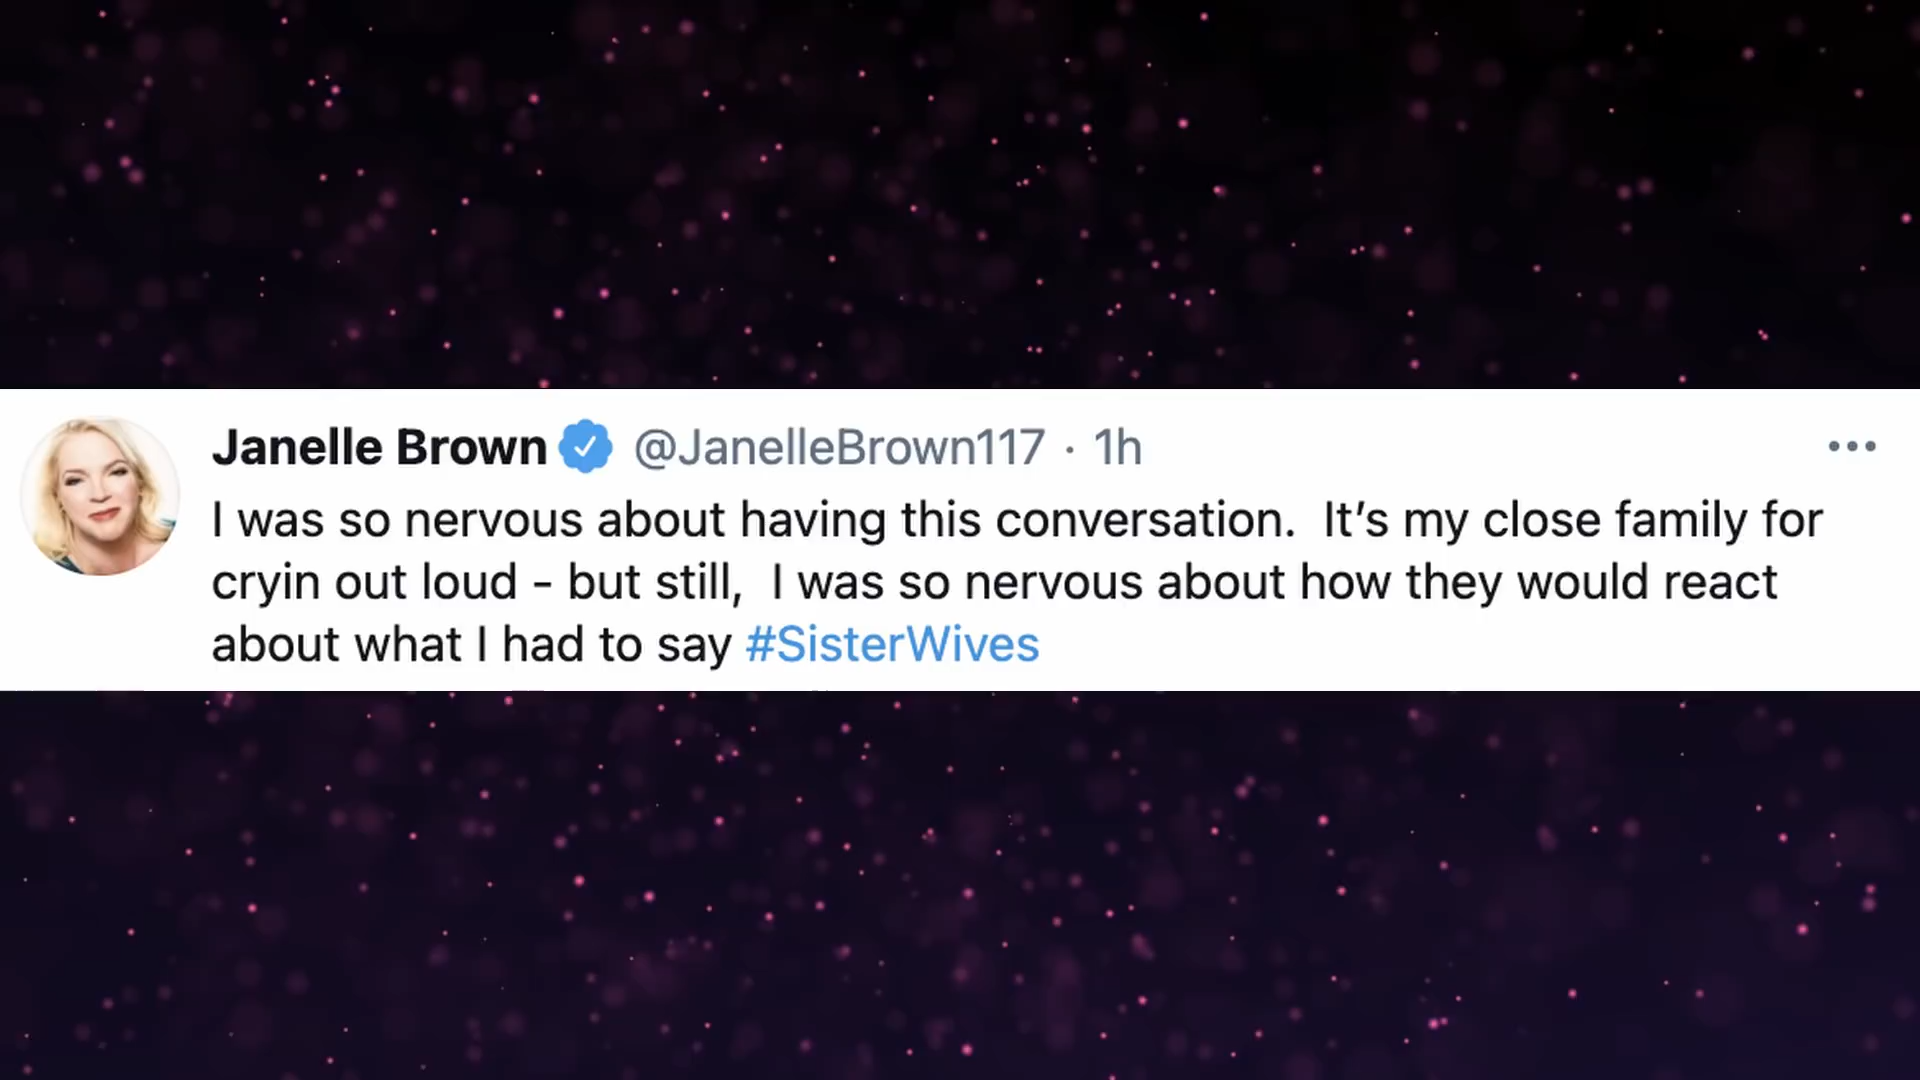 Janelle Brown @JanelleBrown117 · 1h
I was so nervous about having this conversation.  It’s my close family for
cryin out loud - but still,  I was so nervous about how they would react
about what I had to say #SisterWives